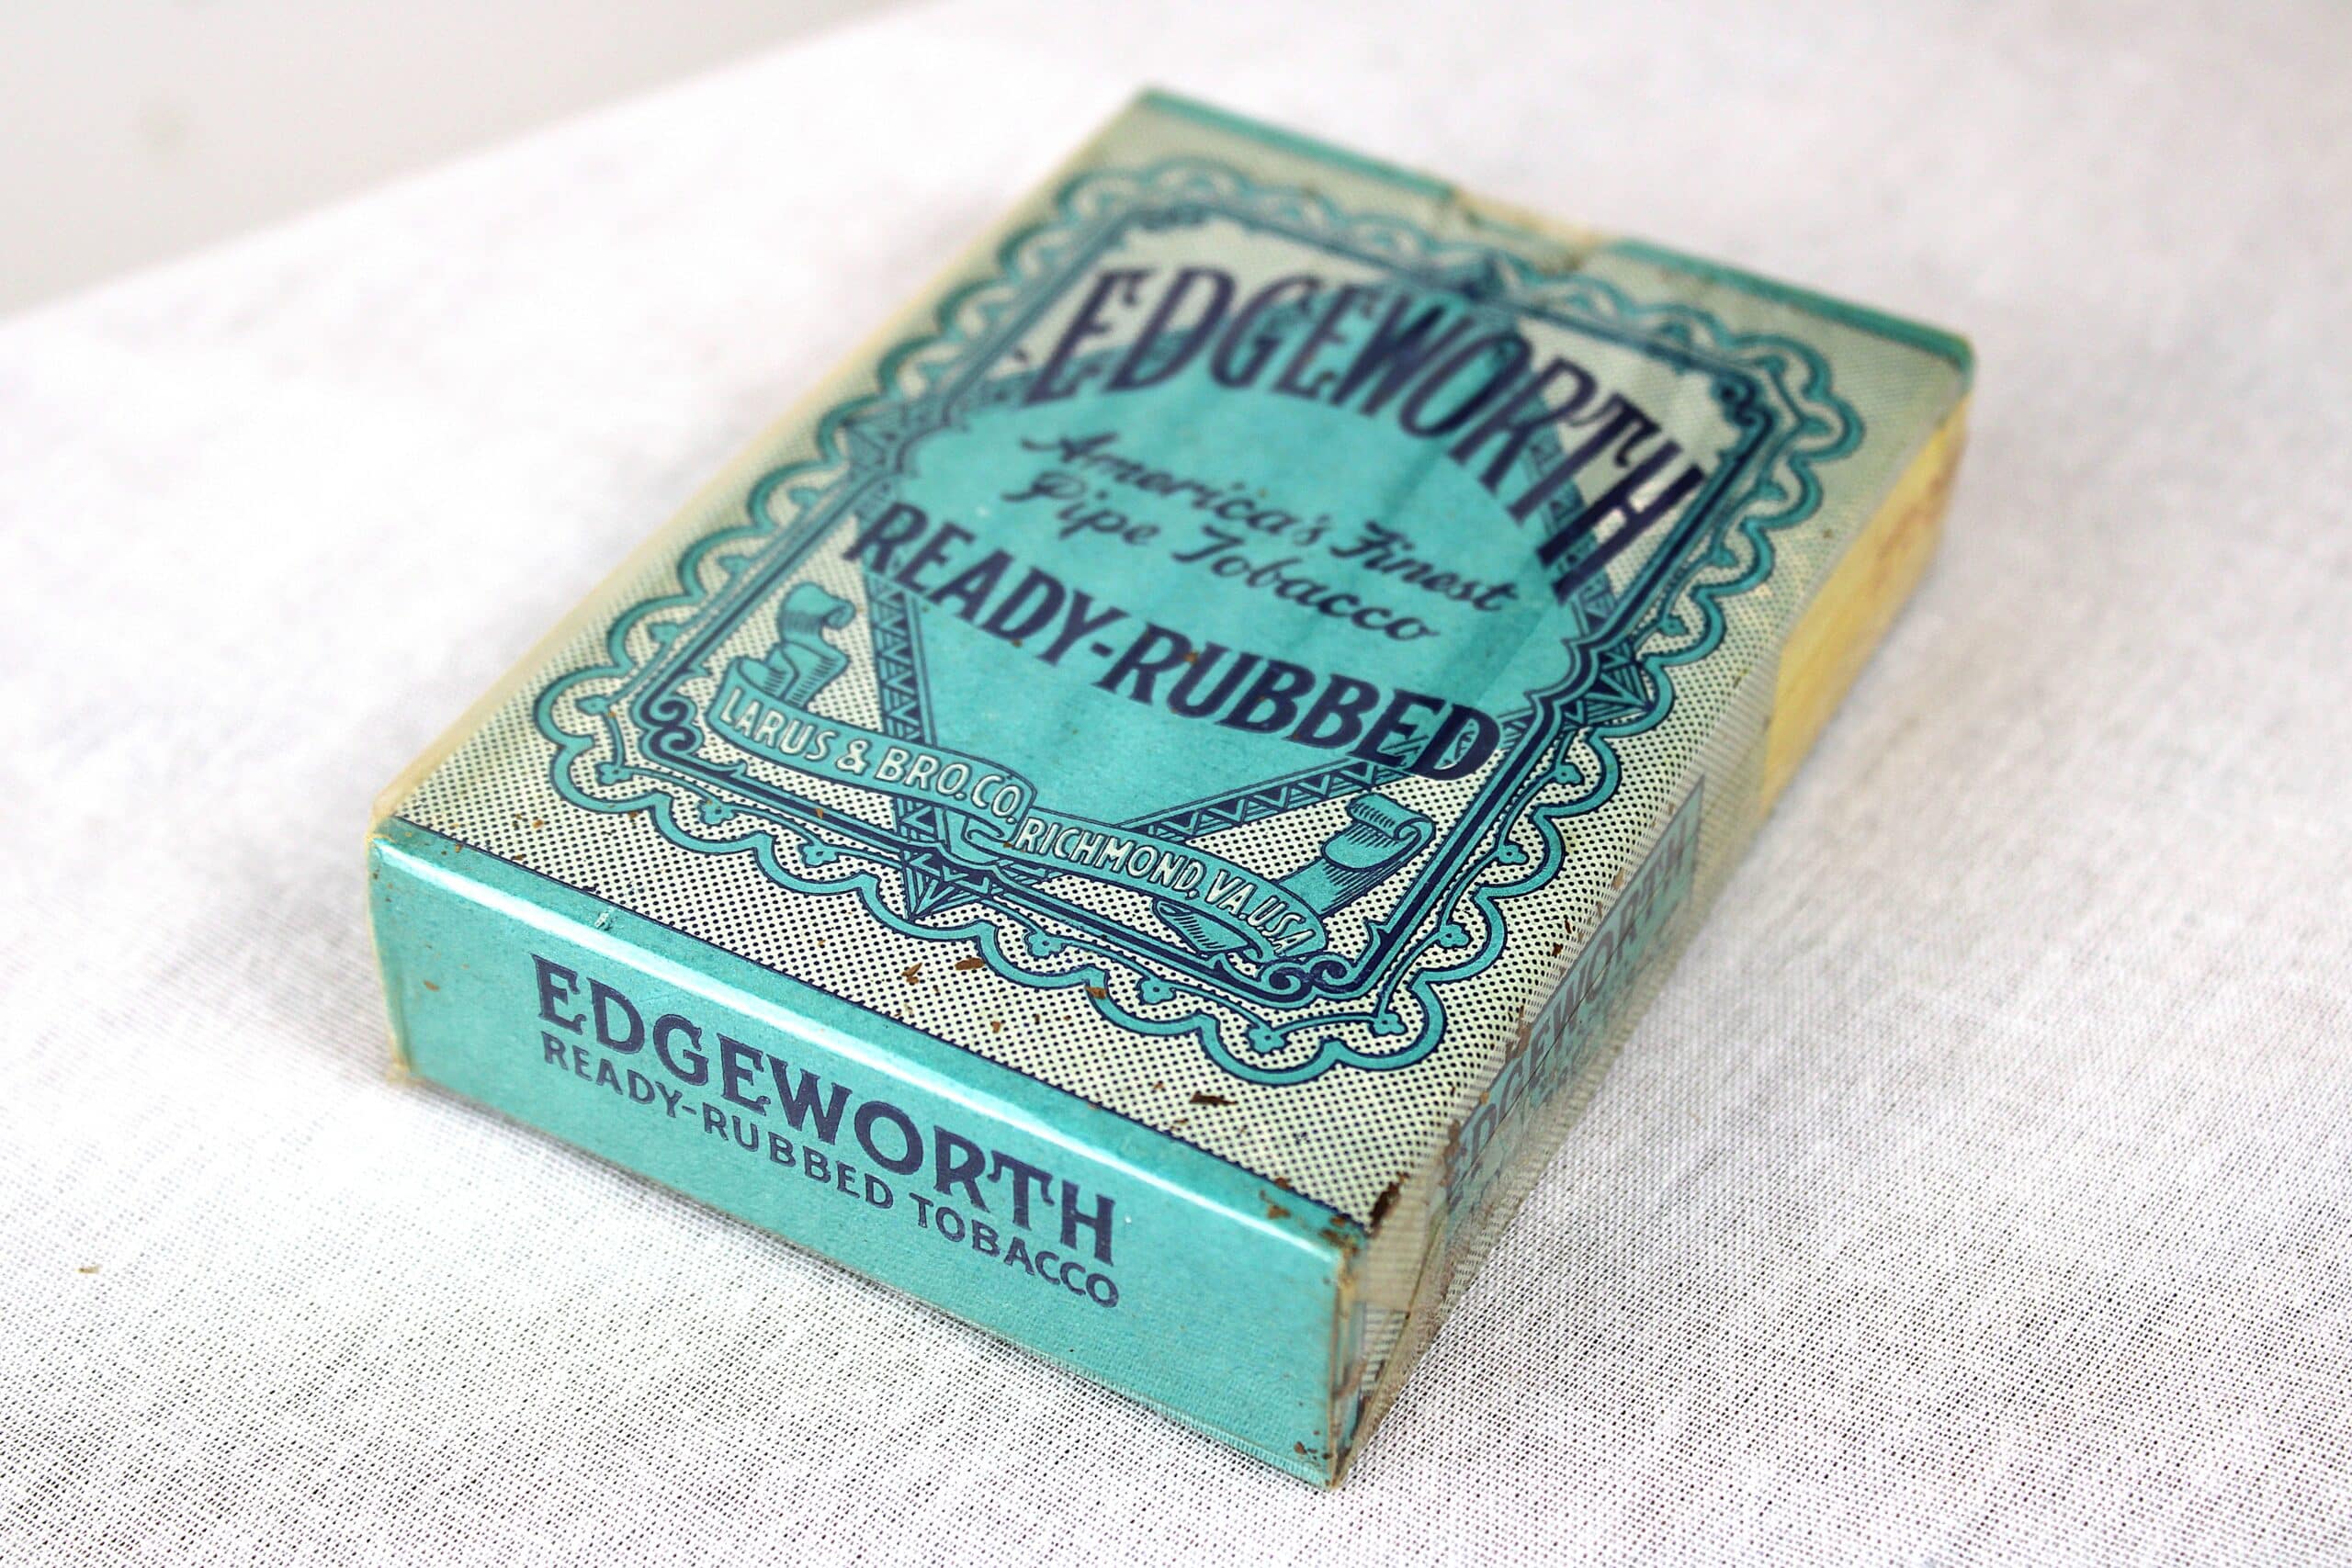 EDGEWORTH
America's Finest
Pipe Tobacco
READY-RUBBED
LARUS & BRO. CO.
RICHMOND, VA. U.S.A.
EDGEWORTH
READY-RUBBED TOBACCO
EDGEWORTH